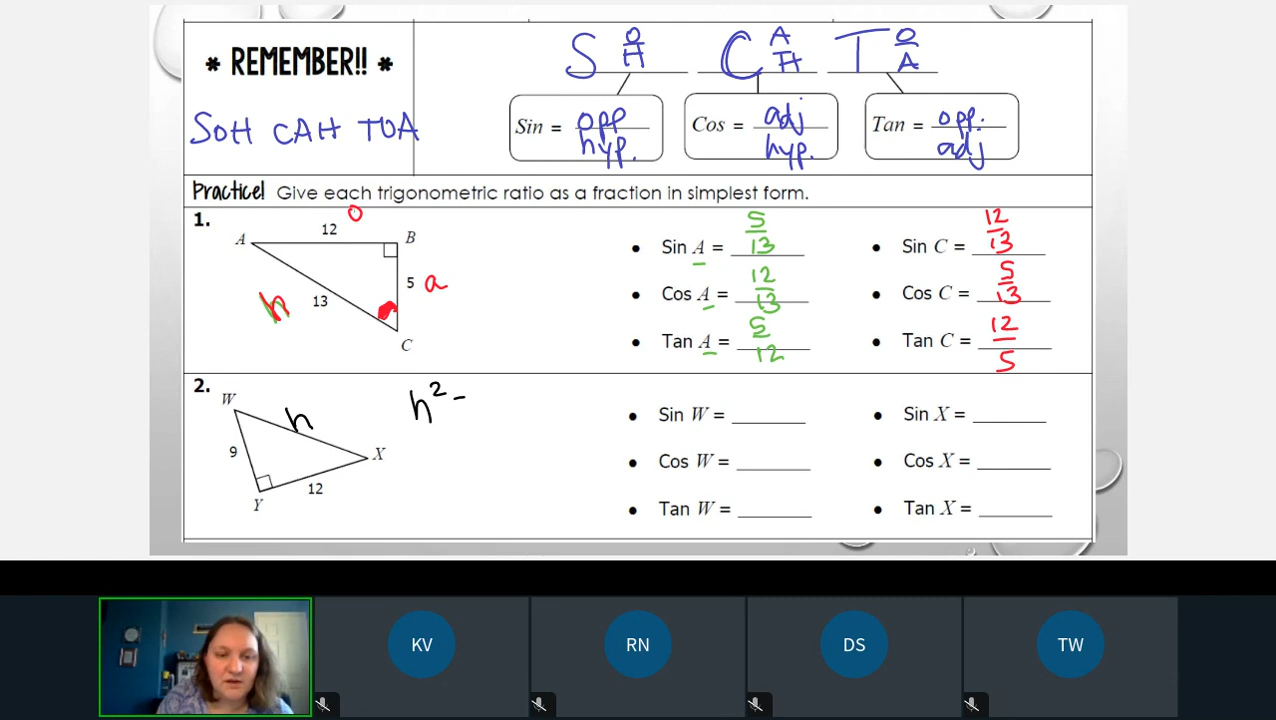 * REMEMBER!! *
SOH CAH TOA
S O/H C A/H T O/A
Sin = opp/hyp. Cos = adj/hyp. Tan = opp./adj
Practice! Give each trigonometric ratio as a fraction in simplest form.
1.
A 12 o B
5 a
h 13
C
Sin A = 5/13
Cos A = 12/13
Tan A = 5/12
Sin C = 12/13
Cos C = 5/13
Tan C = 12/5
2.
W h h² =
9 X
12
Y
Sin W = ______
Cos W = ______
Tan W = ______
Sin X = ______
Cos X = ______
Tan X = ______
KV RN DS TW